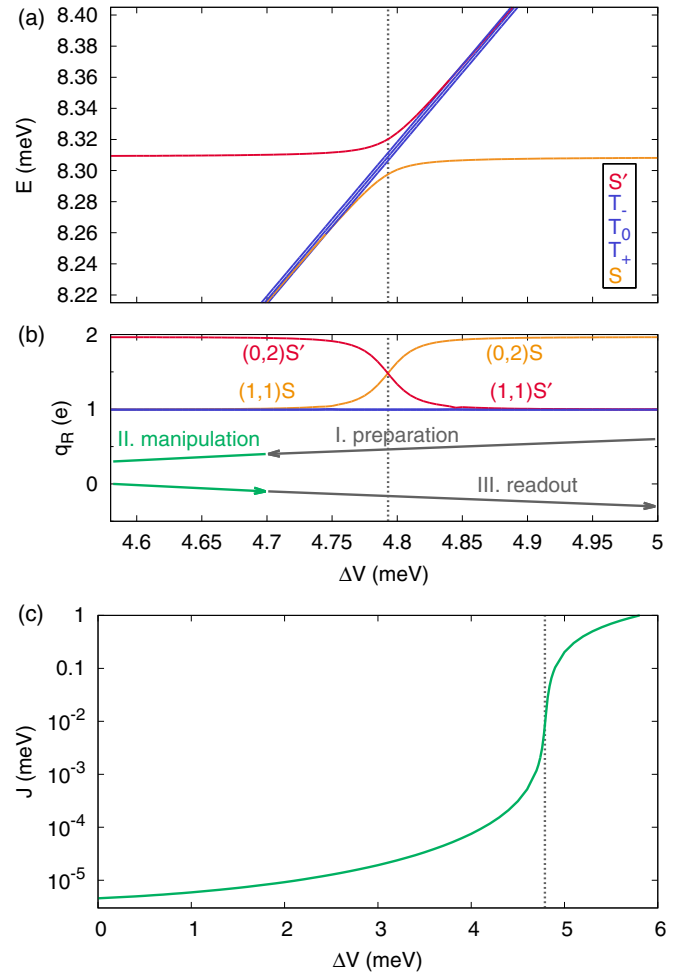 (a)
8.40
8.38
8.36
8.34
8.32
8.30
8.28
8.26
8.24
8.22
E (meV)
S′
T-
T0
T+
S
(b)
2
1
0
qR (e)
(0,2)S′
(0,2)S
(1,1)S
(1,1)S′
II. manipulation
I. preparation
III. readout
4.6
4.65
4.7
4.75
4.8
4.85
4.9
4.95
5
ΔV (meV)
(c)
1
0.1
10-2
10-3
10-4
10-5
J (meV)
0
1
2
3
4
5
6
ΔV (meV)